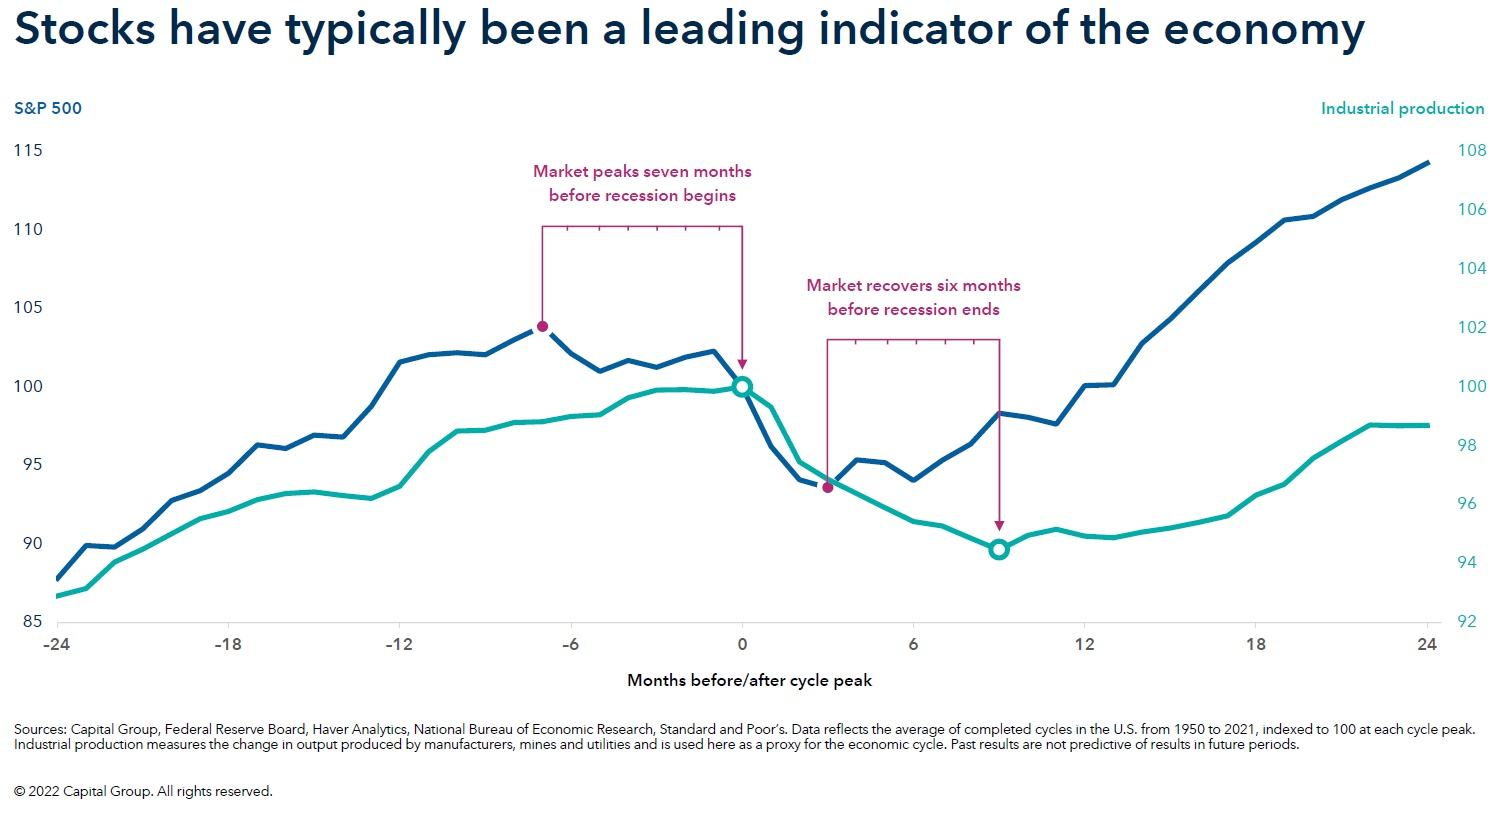 Stocks have typically been a leading indicator of the economy
S&P 500
Industrial production
115
108
Market peaks seven months
before recession begins
106
110
104
Market recovers six months
before recession ends
105
102
100
100
98
95
96
90
94
85
92
-24
-18
-12
-6
0
6
12
18
24
Months before/after cycle peak
Sources: Capital Group, Federal Reserve Board, Haver Analytics, National Bureau of Economic Research, Standard and Poor's. Data reflects the average of completed cycles in the U.S. from 1950 to 2021, indexed to 100 at each cycle peak.
Industrial production measures the change in output produced by manufacturers, mines and utilities and is used here as a proxy for the economic cycle. Past results are not predictive of results in future periods.
© 2022 Capital Group. All rights reserved.